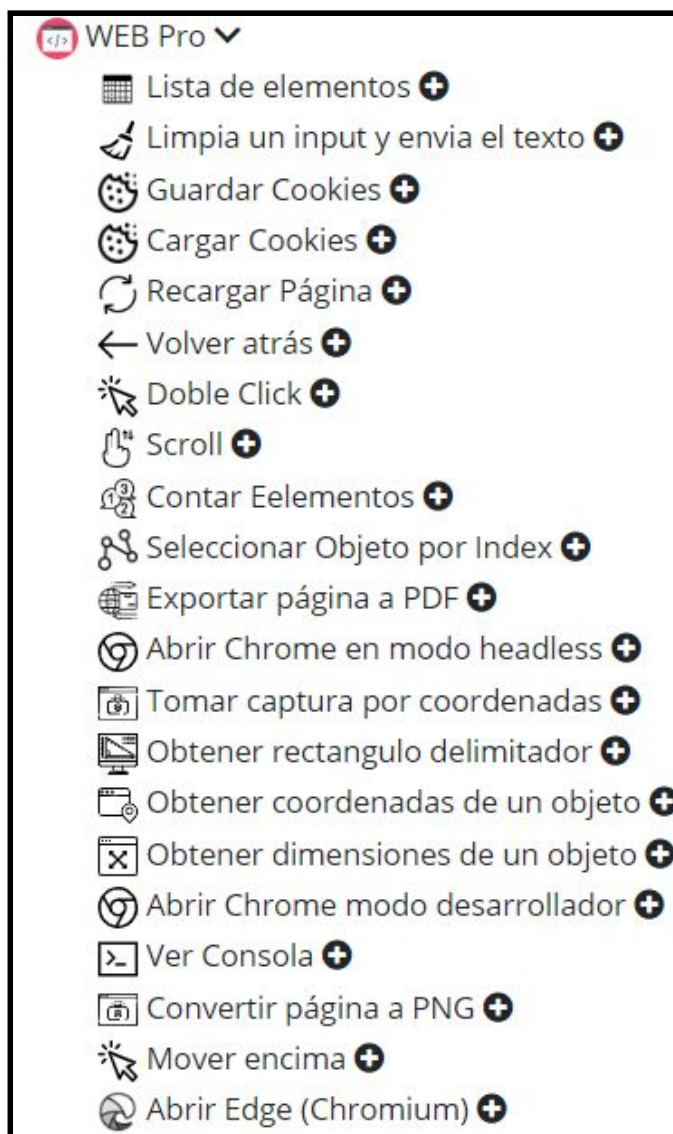 WEB Pro
Lista de elementos
Limpia un input y envia el texto
Guardar Cookies
Cargar Cookies
Recargar Página
Volver atrás
Doble Click
Scroll
Contar Eelementos
Seleccionar Objeto por Index
Exportar página a PDF
Abrir Chrome en modo headless
Tomar captura por coordenadas
Obtener rectangulo delimitador
Obtener coordenadas de un objeto
Obtener dimensiones de un objeto
Abrir Chrome modo desarrollador
Ver Consola
Convertir página a PNG
Mover encima
Abrir Edge (Chromium)